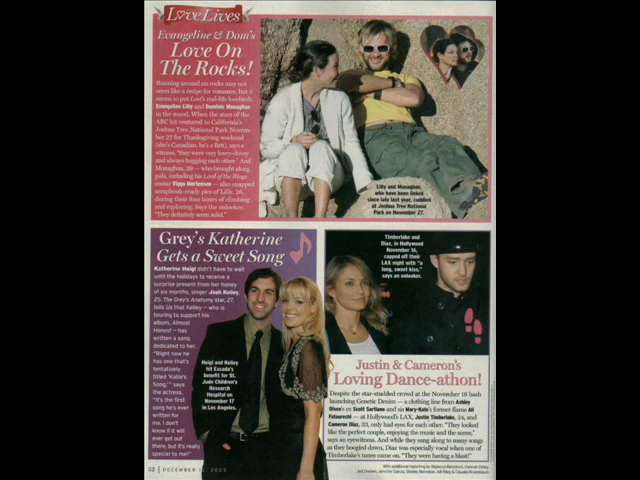 LoveLives
Evangeline & Dom's
Love On
The Rocks!
Running around on rocks may not
seem like a recipe for romance, but it
seems to put Lost's real-life lovebirds
Evangeline Lilly and Dominic Monaghan
in the mood. When the stars of the
ABC hit ventured to California's
Joshua Tree National Park Novem-
ber 27 for Thanksgiving weekend
(she's Canadian, he's a Brit), says a
witness, "they were very lovey-dovey
and always hugging each other." And
Monaghan, 28 — who brought along
pals, including his Lord of the Rings
costar Viggo Mortensen — also snapped
scrapbook-ready pics of Lilly, 26,
during their four hours of climbing
and exploring. Says the onlooker,
"They definitely seem solid."
Lilly and Monaghan,
who have been linked
since late last year, cuddled
at Joshua Tree National
Park on November 27.
Grey's Katherine
Gets a Sweet Song
Katherine Heigl didn't have to wait
until the holidays to receive a
surprise present from her honey
of six months, singer Josh Kelley,
25. The Grey's Anatomy star, 27,
tells Us that Kelley — who is
touring to support his
album, Almost
Honest — has
written a song
dedicated to her.
"Right now he
has one that's
tentatively
titled 'Katie's
Song,'" says
the actress.
"It's the first
song he's ever
written for
me. I don't
know if it will
ever get out
there, but it's really
special to me!"
Heigl and Kelley
hit Escada's
benefit for St.
Jude Children's
Research
Hospital on
November 17
in Los Angeles.
Timberlake and
Diaz, in Hollywood
November 16,
capped off their
LAX night with "a
long, sweet kiss,"
says an onlooker.
Justin & Cameron's
Loving Dance-athon!
Despite the star-studded crowd at the November 16 bash
launching Genetic Denim — a clothing line from Ashley
Olsen's ex Scott Sartiano and sis Mary-Kate's former flame Ali
Fatourechi — at Hollywood's LAX, Justin Timberlake, 24, and
Cameron Diaz, 33, only had eyes for each other. "They looked
like the perfect couple, enjoying the music and the scene,"
says an eyewitness. And while they sang along to many songs
as they boogied down, Diaz was especially vocal when one of
Timberlake's tunes came on. "They were having a blast!"
52 | DECEMBER 2005